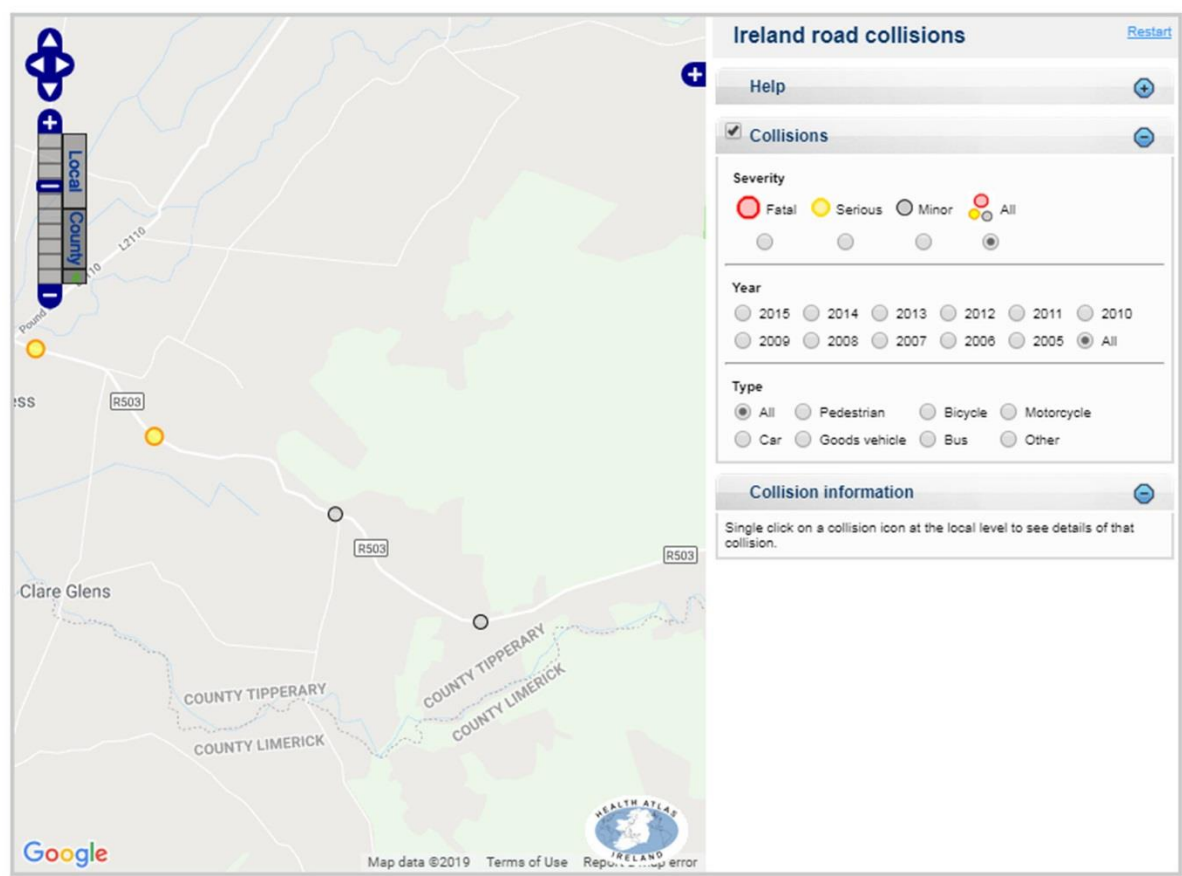 Ireland road collisions
Restart
Help
Collisions
Severity
Fatal Serious Minor All
Year
2015 2014 2013 2012 2011 2010
2009 2008 2007 2006 2005 All
Type
All Pedestrian Bicycle Motorcycle
Car Goods vehicle Bus Other
Collision information
Single click on a collision icon at the local level to see details of that
collision.
Local
County
L2110
Pound
ess
R503
R503
R503
Clare Glens
COUNTY TIPPERARY
COUNTY LIMERICK
COUNTY TIPPERARY
COUNTY LIMERICK
HEALTH ATLAS
IRELAND
Google
Map data ©2019 Terms of Use map error